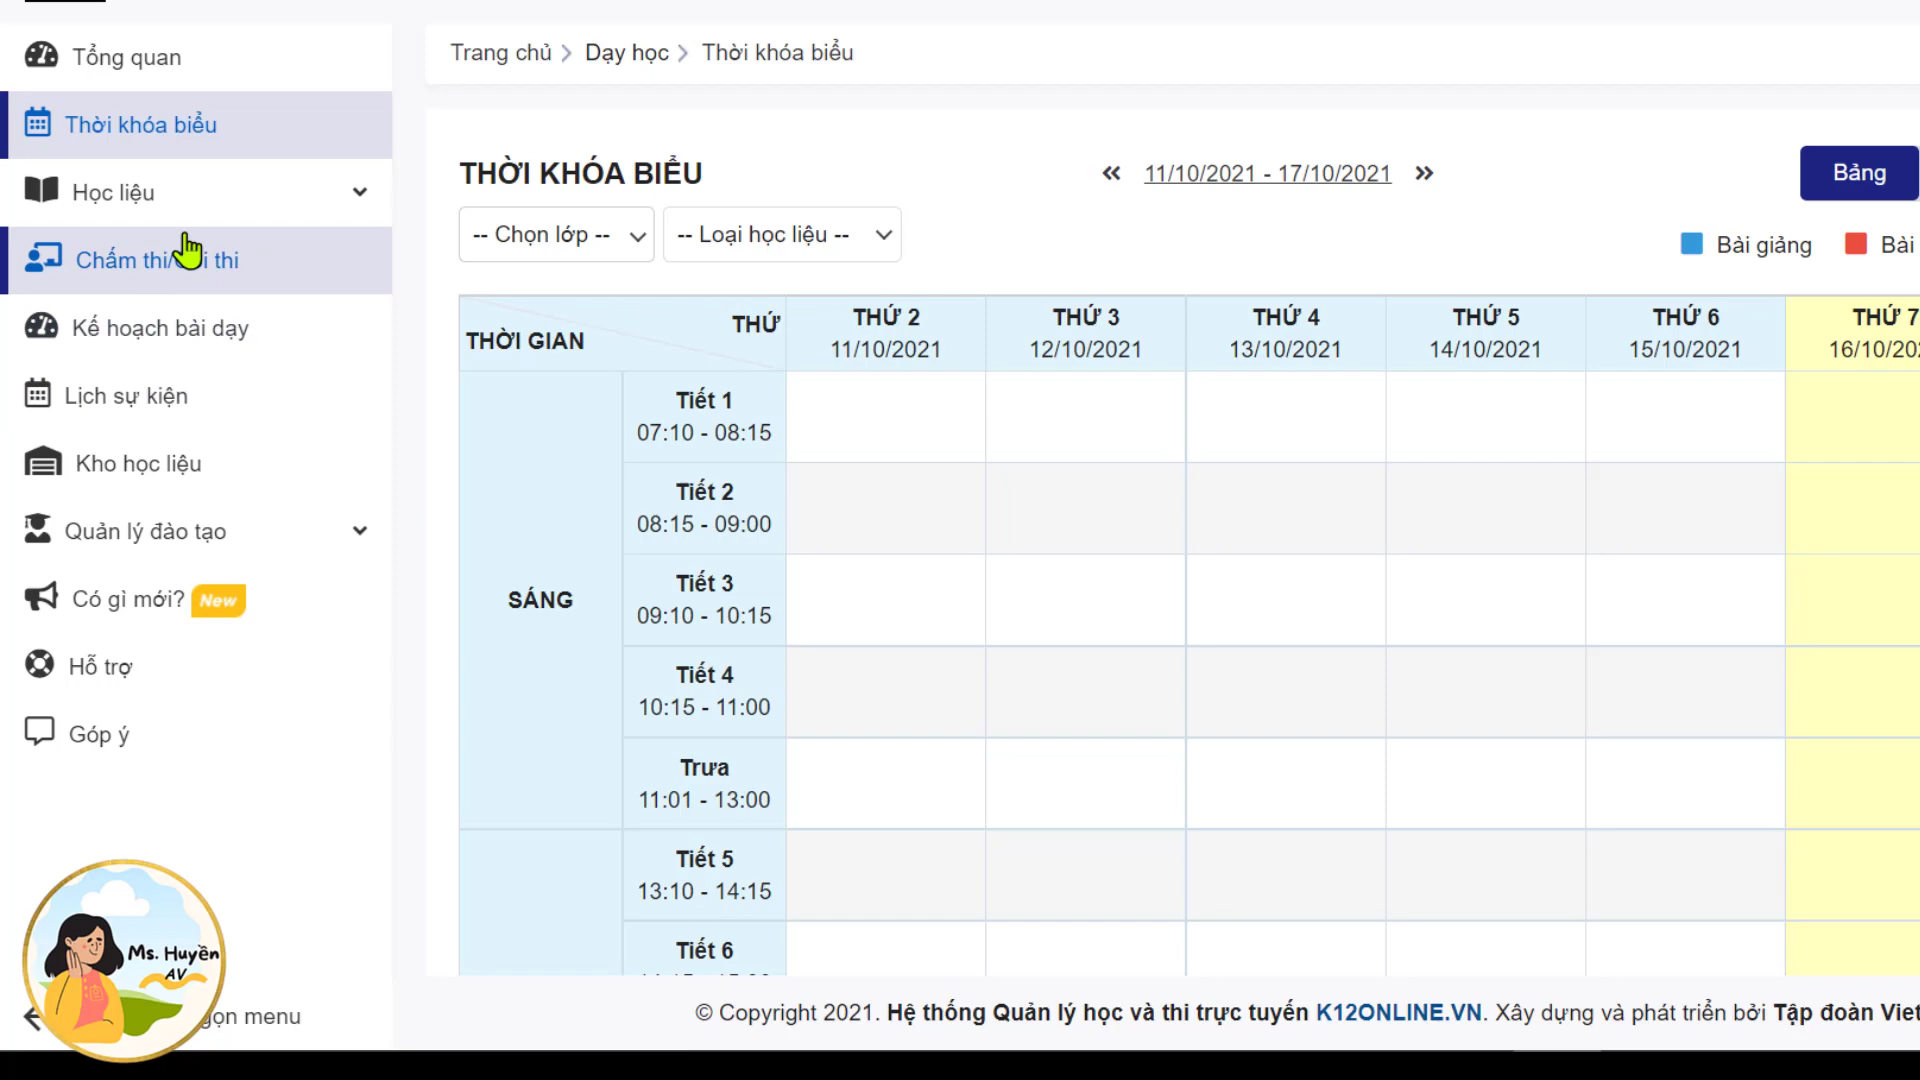 Tổng quan
Thời khóa biểu
Học liệu
Chấm thi/ thi
Kế hoạch bài dạy
Lịch sự kiện
Kho học liệu
Quản lý đào tạo
Có gì mới? New
Hỗ trợ
Góp ý
Ms. Huyền
AV
gọn menu
Trang chủ > Dạy học > Thời khóa biểu
THỜI KHÓA BIỂU
« 11/10/2021 - 17/10/2021 »
Bảng
-- Chọn lớp --
-- Loại học liệu --
Bài giảng
Bài
THỜI GIAN
THỨ
THỨ 2
11/10/2021
THỨ 3
12/10/2021
THỨ 4
13/10/2021
THỨ 5
14/10/2021
THỨ 6
15/10/2021
THỨ 7
16/10/202
SÁNG
Tiết 1
07:10 - 08:15
Tiết 2
08:15 - 09:00
Tiết 3
09:10 - 10:15
Tiết 4
10:15 - 11:00
Trưa
11:01 - 13:00
Tiết 5
13:10 - 14:15
Tiết 6
© Copyright 2021. Hệ thống Quản lý học và thi trực tuyến K12ONLINE.VN. Xây dựng và phát triển bởi Tập đoàn Viet